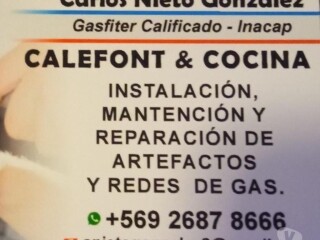 Carlos Nieto González
Gasfiter Calificado - Inacap
CALEFONT & COCINA
INSTALACIÓN,
MANTENCIÓN Y
REPARACIÓN DE
ARTEFACTOS
Y REDES DE GAS.
+569 2687 8666